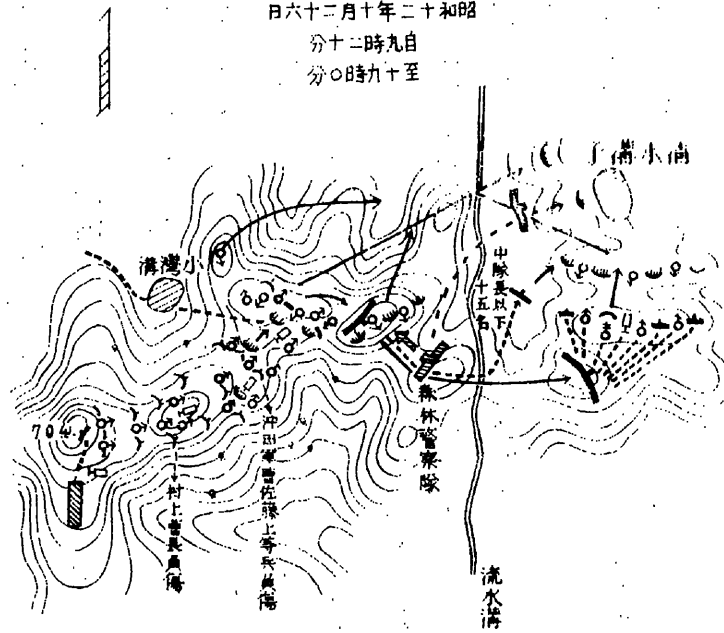 昭和十二年十月二十六日
自九時二十分
至十九時〇分
小灣溝
中隊長以下
十五名
森林警察隊
704
沖田軍曹佐藤上等兵負傷
村上曹長負傷
流水溝